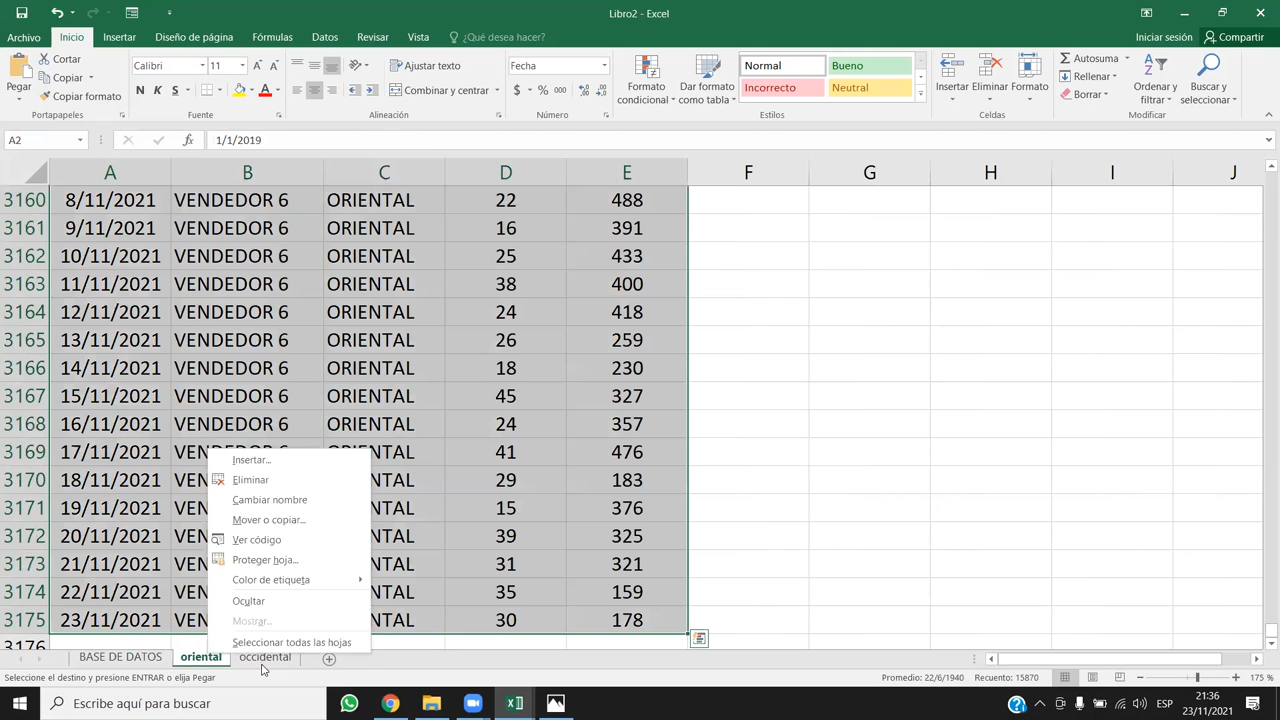 Libro2 - Excel
Archivo Inicio Insertar Diseño de página Fórmulas Datos Revisar Vista ¿Qué desea hacer? Iniciar sesión Compartir
Pegar
Cortar
Copiar
Copiar formato
Portapapeles
Calibri 11
N K S
Fuente
Ajustar texto
Combinar y centrar
Alineación
Fecha
$ % 000
Número
Formato condicional
Dar formato como tabla
Normal Bueno
Incorrecto Neutral
Estilos
Insertar Eliminar Formato
Celdas
Autosuma
Rellenar
Borrar
Ordenar y filtrar
Buscar y seleccionar
Modificar
A2 fx 1/1/2019
A B C D E F G H I J
3160 8/11/2021 VENDEDOR 6 ORIENTAL 22 488
3161 9/11/2021 VENDEDOR 6 ORIENTAL 16 391
3162 10/11/2021 VENDEDOR 6 ORIENTAL 25 433
3163 11/11/2021 VENDEDOR 6 ORIENTAL 38 400
3164 12/11/2021 VENDEDOR 6 ORIENTAL 24 418
3165 13/11/2021 VENDEDOR 6 ORIENTAL 26 259
3166 14/11/2021 VENDEDOR 6 ORIENTAL 18 230
3167 15/11/2021 VENDEDOR 6 ORIENTAL 45 327
3168 16/11/2021 VENDEDOR 6 ORIENTAL 24 357
3169 17/11/2021 VENDEDOR 6 ORIENTAL 41 476
3170 18/11/2021 29 183
3171 19/11/2021 15 376
3172 20/11/2021 39 325
3173 21/11/2021 31 321
3174 22/11/2021 35 159
3175 23/11/2021 30 178
3176
Insertar...
Eliminar
Cambiar nombre
Mover o copiar...
Ver código
Proteger hoja...
Color de etiqueta
Ocultar
Mostrar...
Seleccionar todas las hojas
BASE DE DATOS oriental occidental
Seleccione el destino y presione ENTRAR o elija Pegar Promedio: 22/6/1940 Recuento: 15870 175 %
Escribe aquí para buscar ESP 21:36
23/11/2021